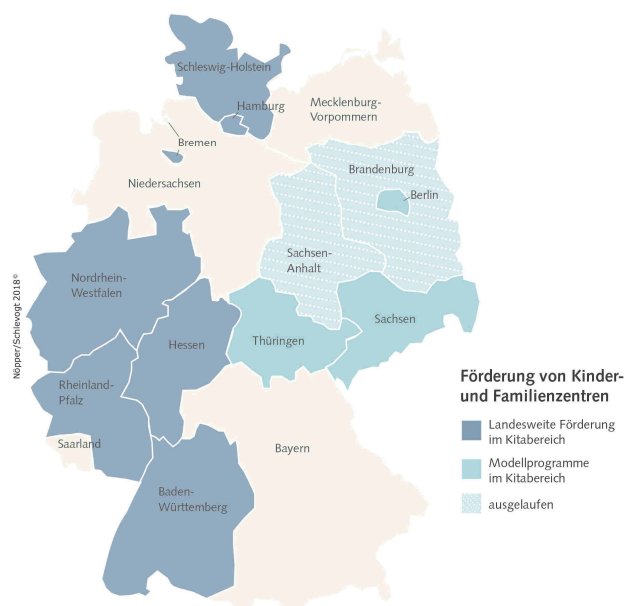 Schleswig-Holstein
Hamburg
Mecklenburg-
Vorpommern
Bremen
Niedersachsen
Brandenburg
Berlin
Sachsen-
Anhalt
Nordrhein-
Westfalen
Hessen
Thüringen
Sachsen
Rheinland-
Pfalz
Saarland
Bayern
Baden-
Württemberg
Nöpper/Schlevogt 2018©
Förderung von Kinder-
und Familienzentren
Landesweite Förderung
im Kitabereich
Modellprogramme
im Kitabereich
ausgelaufen